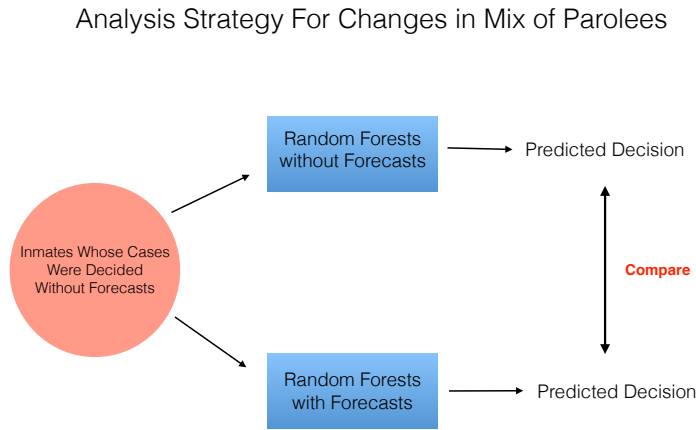 Analysis Strategy For Changes in Mix of Parolees
Random Forests
without Forecasts
Predicted Decision
Inmates Whose Cases
Were Decided
Without Forecasts
Compare
Random Forests
with Forecasts
Predicted Decision